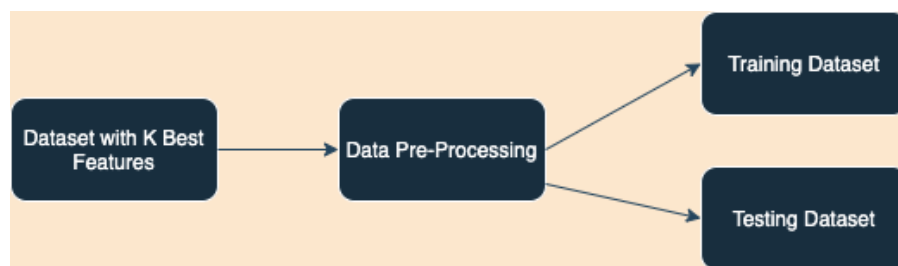 Dataset with K Best
Features
Data Pre-Processing
Training Dataset
Testing Dataset